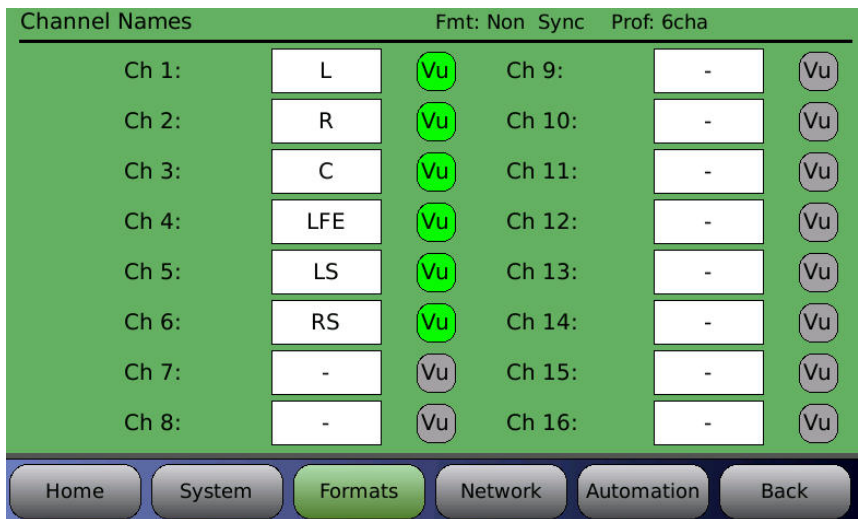 Channel Names Fmt: Non Sync Prof: 6cha
Ch 1: L Vu Ch 9: - Vu
Ch 2: R Vu Ch 10: - Vu
Ch 3: C Vu Ch 11: - Vu
Ch 4: LFE Vu Ch 12: - Vu
Ch 5: LS Vu Ch 13: - Vu
Ch 6: RS Vu Ch 14: - Vu
Ch 7: - Vu Ch 15: - Vu
Ch 8: - Vu Ch 16: - Vu
Home System Formats Network Automation Back